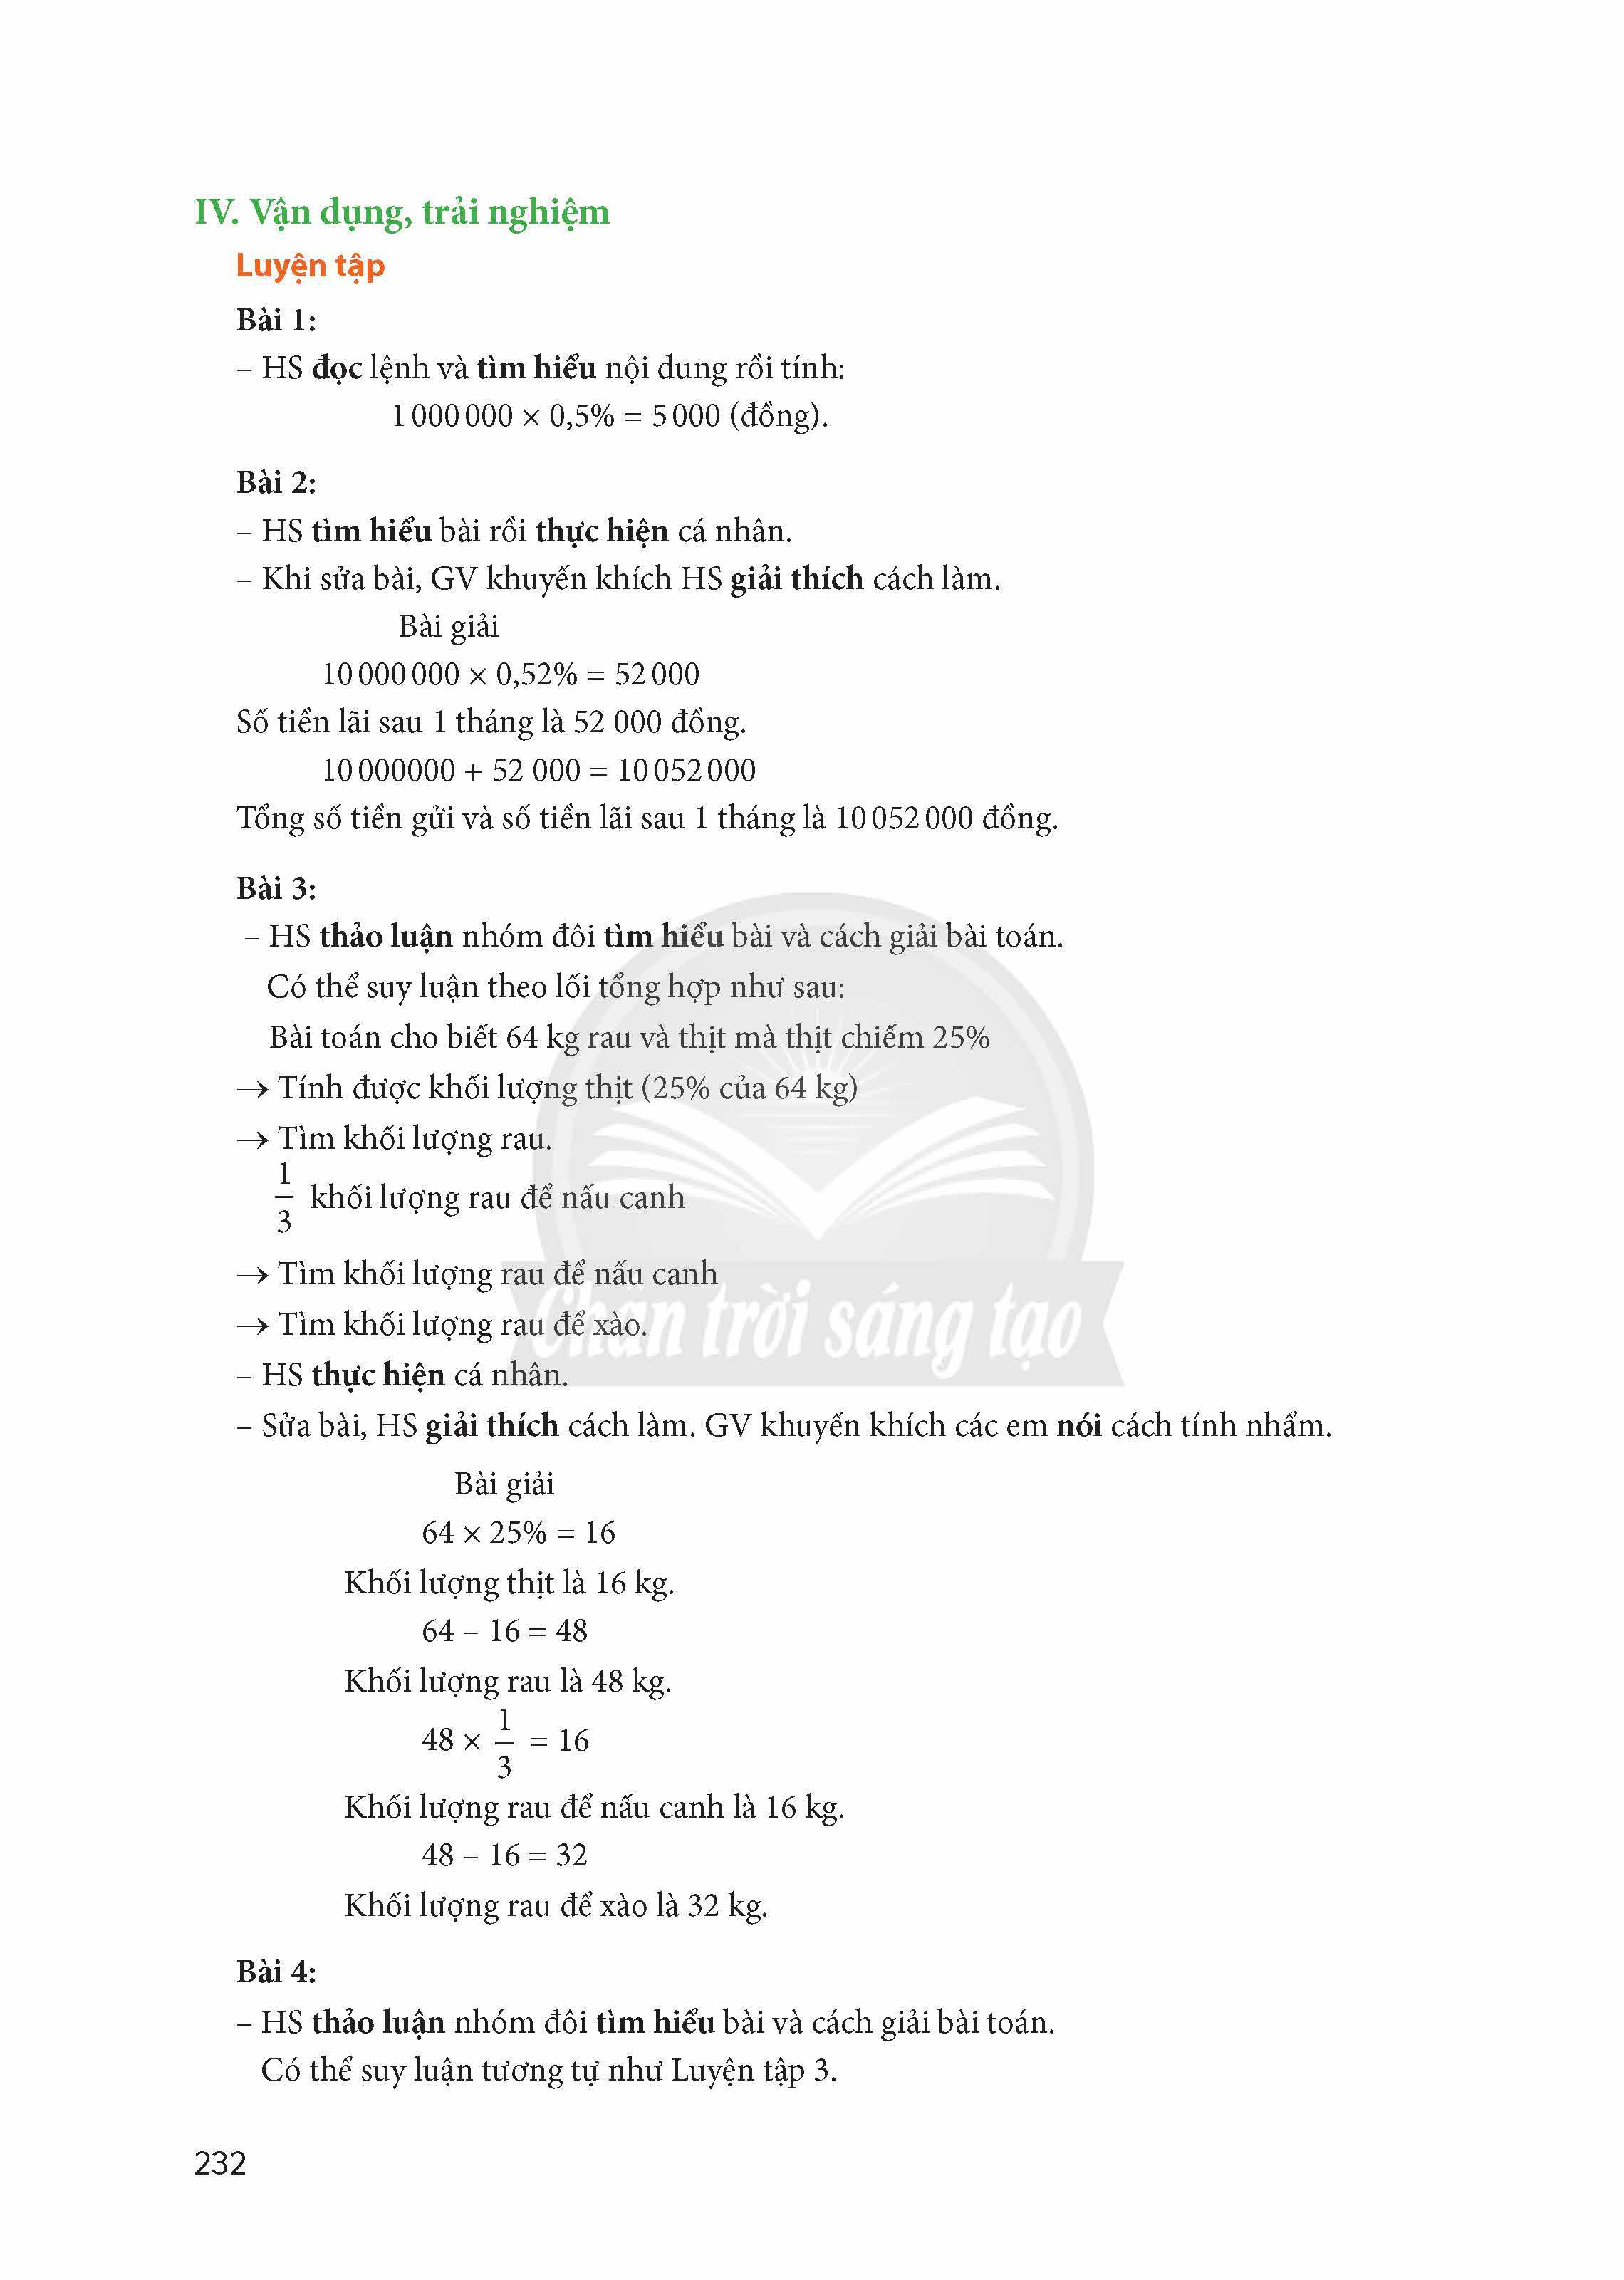 IV. Vận dụng, trải nghiệm
Luyện tập
Bài 1:
– HS đọc lệnh và tìm hiểu nội dung rồi tính:
1 000 000 × 0,5% = 5 000 (đồng).
Bài 2:
– HS tìm hiểu bài rồi thực hiện cá nhân.
– Khi sửa bài, GV khuyến khích HS giải thích cách làm.
Bài giải
10 000 000 × 0,52% = 52 000
Số tiền lãi sau 1 tháng là 52 000 đồng.
10 000000 + 52 000 = 10 052 000
Tổng số tiền gửi và số tiền lãi sau 1 tháng là 10 052 000 đồng.
Bài 3:
– HS thảo luận nhóm đôi tìm hiểu bài và cách giải bài toán.
Có thể suy luận theo lối tổng hợp như sau:
Bài toán cho biết 64 kg rau và thịt mà thịt chiếm 25%
→ Tính được khối lượng thịt (25% của 64 kg)
→ Tìm khối lượng rau.
1/3 khối lượng rau để nấu canh
→ Tìm khối lượng rau để nấu canh
→ Tìm khối lượng rau để xào.
Chân trời sáng tạo
– HS thực hiện cá nhân.
– Sửa bài, HS giải thích cách làm. GV khuyến khích các em nói cách tính nhẩm.
Bài giải
64 × 25% = 16
Khối lượng thịt là 16 kg.
64 – 16 = 48
Khối lượng rau là 48 kg.
48 × 1/3 = 16
Khối lượng rau để nấu canh là 16 kg.
48 – 16 = 32
Khối lượng rau để xào là 32 kg.
Bài 4:
– HS thảo luận nhóm đôi tìm hiểu bài và cách giải bài toán.
Có thể suy luận tương tự như Luyện tập 3.
232